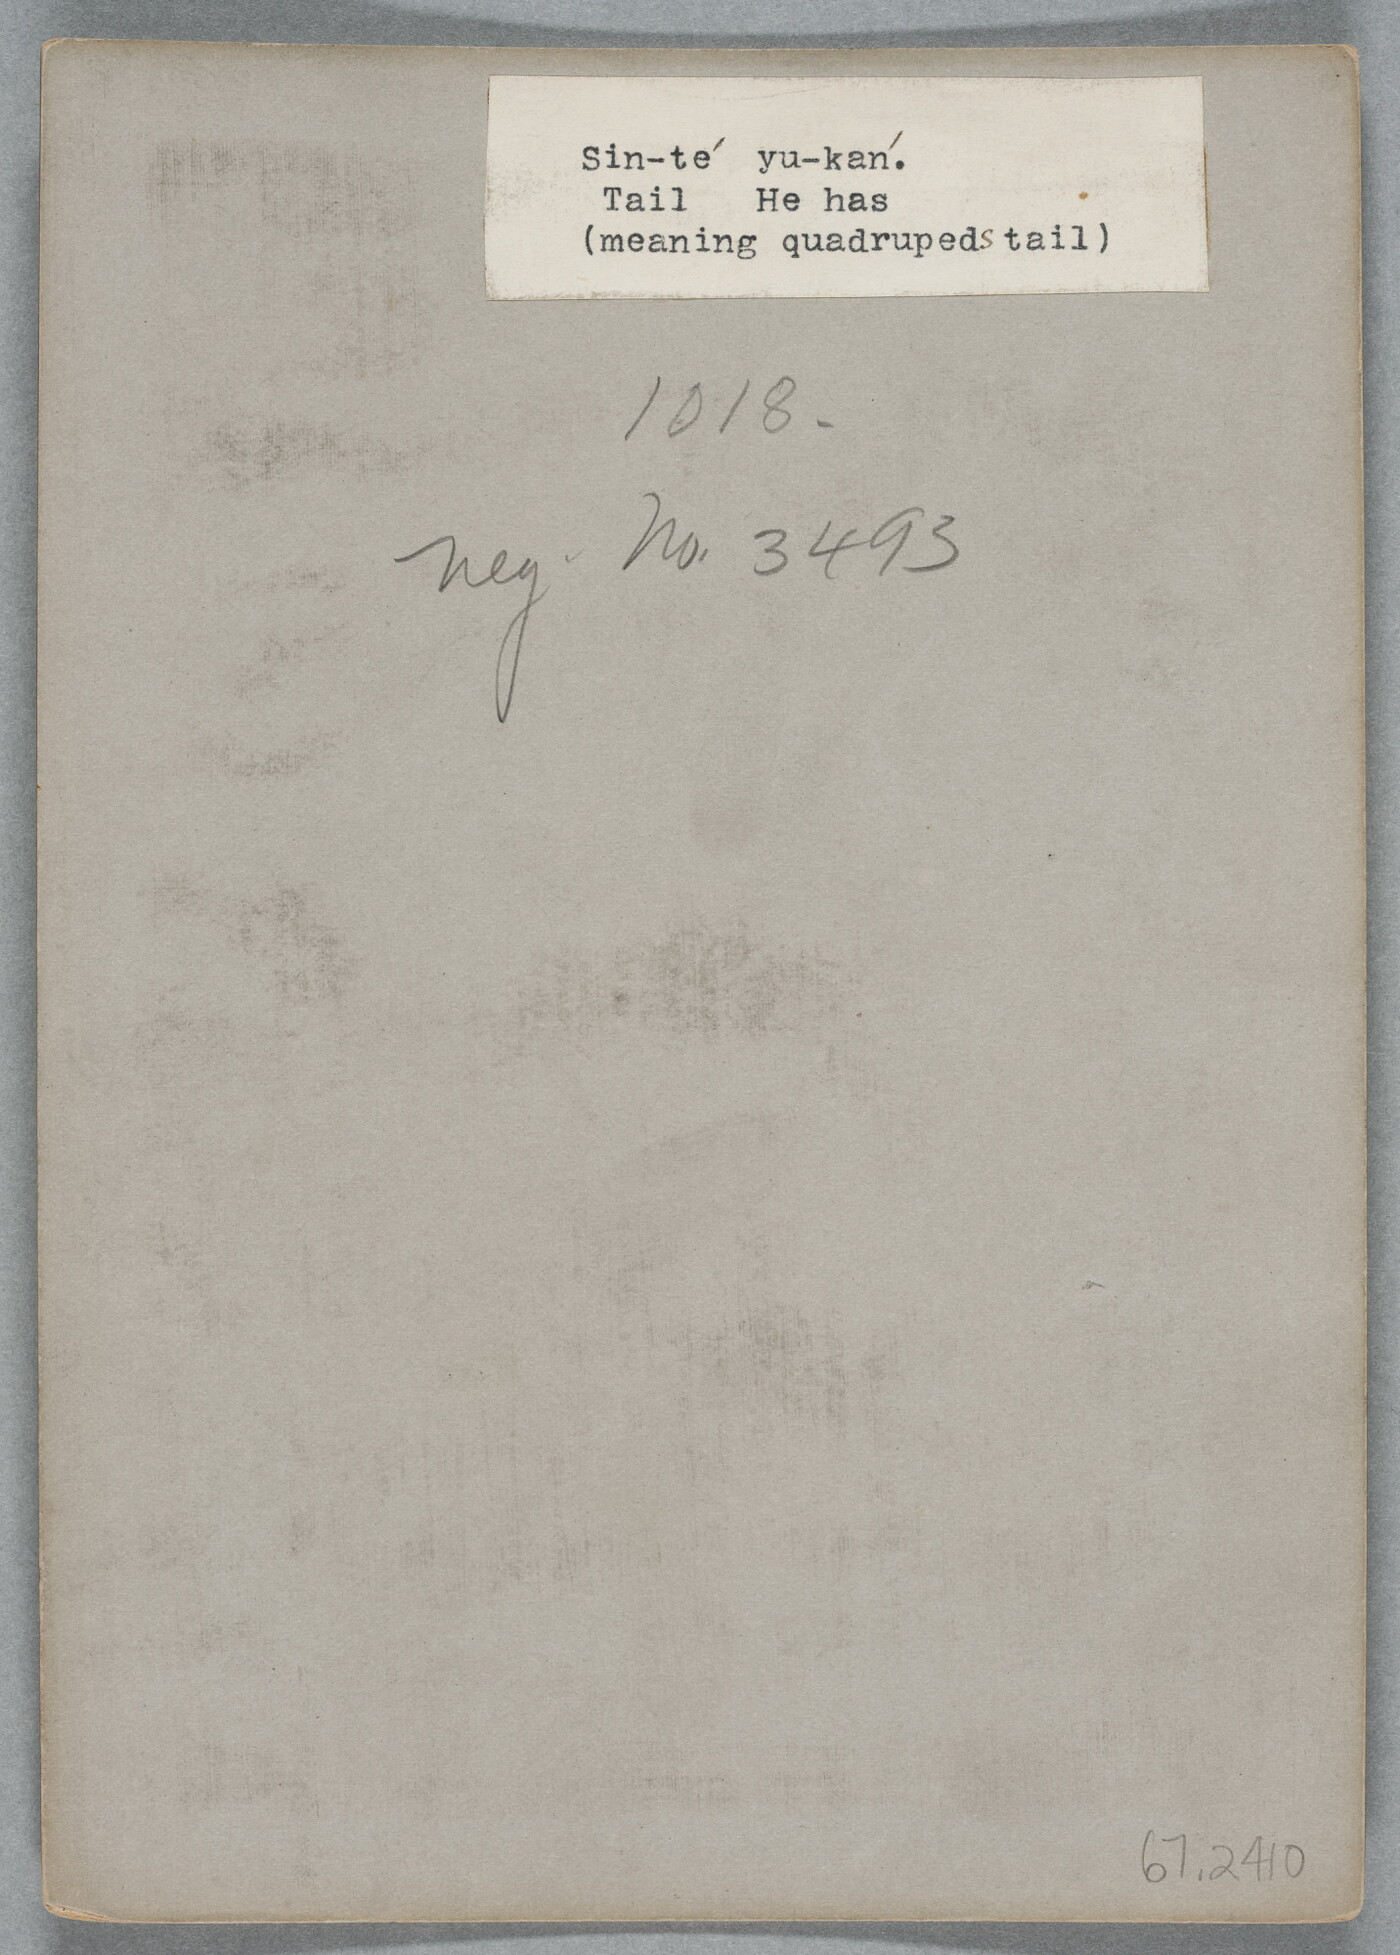 Sin-te´ yu-kan´.
Tail He has
(meaning quadrupeds tail)
1018.
Neg. No. 3493
67.2410